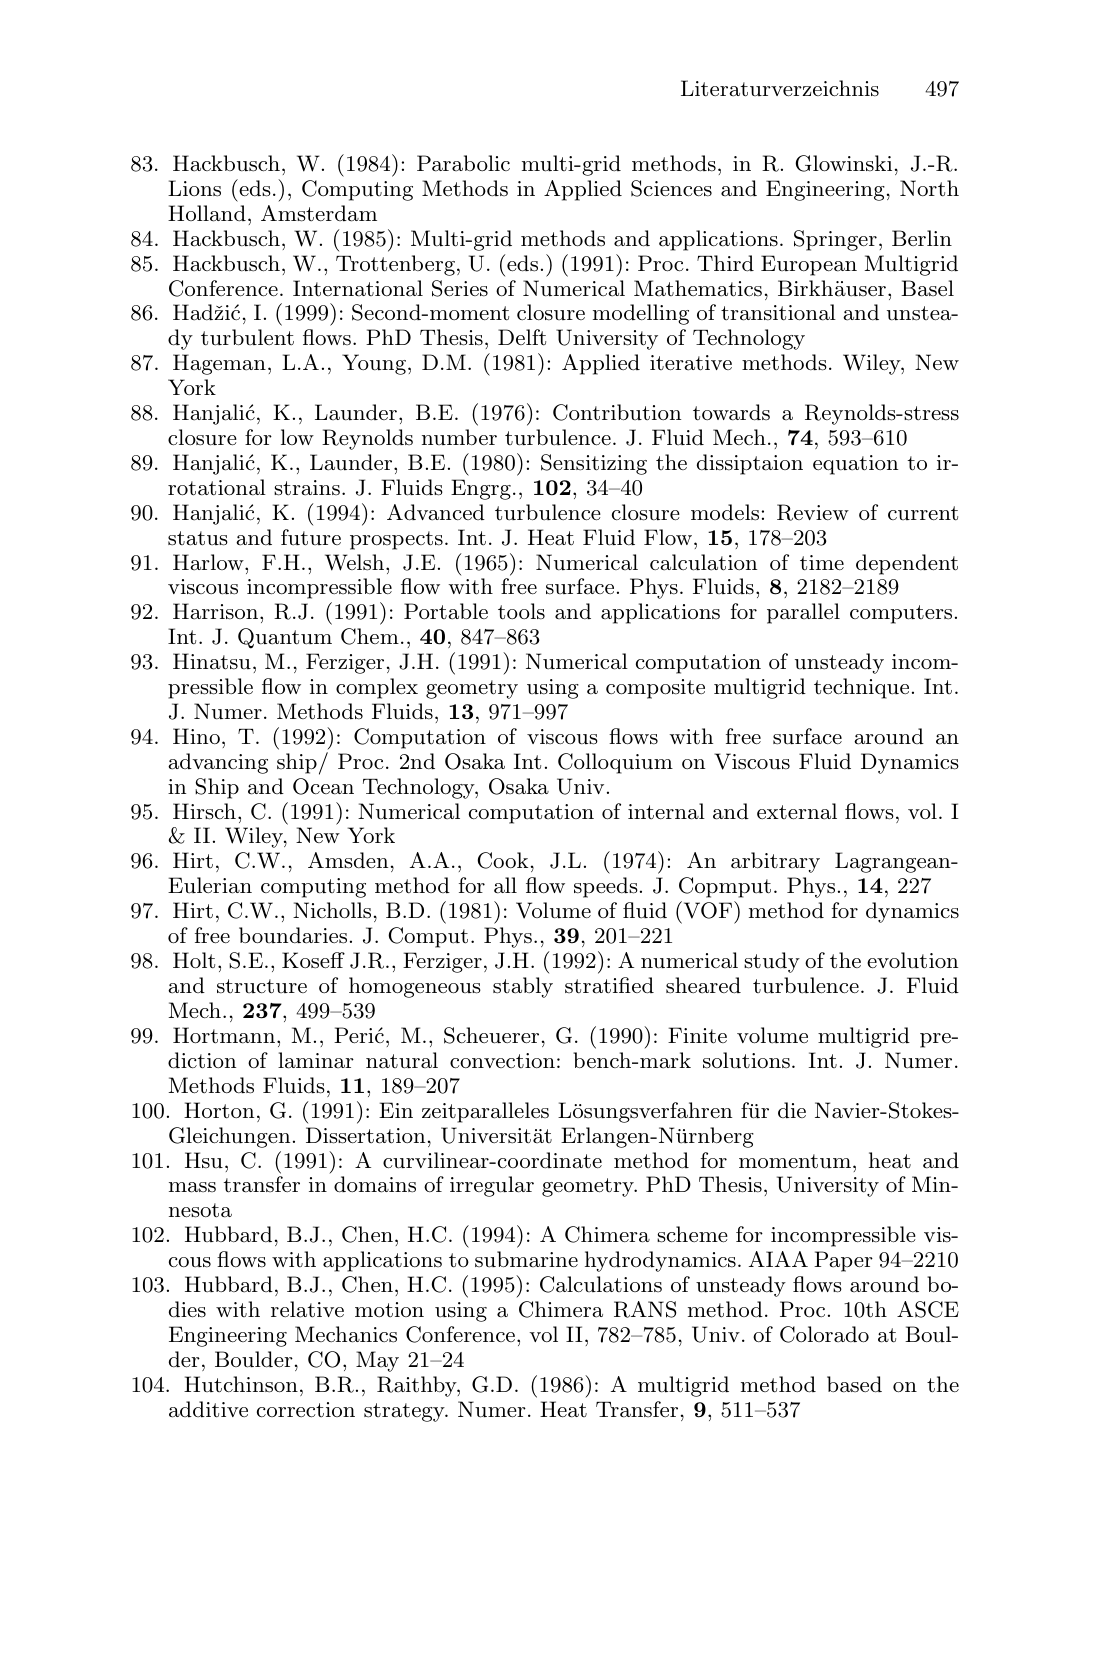 Literaturverzeichnis 497
83. Hackbusch, W. (1984): Parabolic multi-grid methods, in R. Glowinski, J.-R.
Lions (eds.), Computing Methods in Applied Sciences and Engineering, North
Holland, Amsterdam
84. Hackbusch, W. (1985): Multi-grid methods and applications. Springer, Berlin
85. Hackbusch, W., Trottenberg, U. (eds.) (1991): Proc. Third European Multigrid
Conference. International Series of Numerical Mathematics, Birkhäuser, Basel
86. Hadžić, I. (1999): Second-moment closure modelling of transitional and unstea-
dy turbulent flows. PhD Thesis, Delft University of Technology
87. Hageman, L.A., Young, D.M. (1981): Applied iterative methods. Wiley, New
York
88. Hanjalić, K., Launder, B.E. (1976): Contribution towards a Reynolds-stress
closure for low Reynolds number turbulence. J. Fluid Mech., 74, 593–610
89. Hanjalić, K., Launder, B.E. (1980): Sensitizing the dissiptaion equation to ir-
rotational strains. J. Fluids Engrg., 102, 34–40
90. Hanjalić, K. (1994): Advanced turbulence closure models: Review of current
status and future prospects. Int. J. Heat Fluid Flow, 15, 178–203
91. Harlow, F.H., Welsh, J.E. (1965): Numerical calculation of time dependent
viscous incompressible flow with free surface. Phys. Fluids, 8, 2182–2189
92. Harrison, R.J. (1991): Portable tools and applications for parallel computers.
Int. J. Quantum Chem., 40, 847–863
93. Hinatsu, M., Ferziger, J.H. (1991): Numerical computation of unsteady incom-
pressible flow in complex geometry using a composite multigrid technique. Int.
J. Numer. Methods Fluids, 13, 971–997
94. Hino, T. (1992): Computation of viscous flows with free surface around an
advancing ship/ Proc. 2nd Osaka Int. Colloquium on Viscous Fluid Dynamics
in Ship and Ocean Technology, Osaka Univ.
95. Hirsch, C. (1991): Numerical computation of internal and external flows, vol. I
& II. Wiley, New York
96. Hirt, C.W., Amsden, A.A., Cook, J.L. (1974): An arbitrary Lagrangean-
Eulerian computing method for all flow speeds. J. Copmput. Phys., 14, 227
97. Hirt, C.W., Nicholls, B.D. (1981): Volume of fluid (VOF) method for dynamics
of free boundaries. J. Comput. Phys., 39, 201–221
98. Holt, S.E., Koseff J.R., Ferziger, J.H. (1992): A numerical study of the evolution
and structure of homogeneous stably stratified sheared turbulence. J. Fluid
Mech., 237, 499–539
99. Hortmann, M., Perić, M., Scheuerer, G. (1990): Finite volume multigrid pre-
diction of laminar natural convection: bench-mark solutions. Int. J. Numer.
Methods Fluids, 11, 189–207
100. Horton, G. (1991): Ein zeitparalleles Lösungsverfahren für die Navier-Stokes-
Gleichungen. Dissertation, Universität Erlangen-Nürnberg
101. Hsu, C. (1991): A curvilinear-coordinate method for momentum, heat and
mass transfer in domains of irregular geometry. PhD Thesis, University of Min-
nesota
102. Hubbard, B.J., Chen, H.C. (1994): A Chimera scheme for incompressible vis-
cous flows with applications to submarine hydrodynamics. AIAA Paper 94–2210
103. Hubbard, B.J., Chen, H.C. (1995): Calculations of unsteady flows around bo-
dies with relative motion using a Chimera RANS method. Proc. 10th ASCE
Engineering Mechanics Conference, vol II, 782–785, Univ. of Colorado at Boul-
der, Boulder, CO, May 21–24
104. Hutchinson, B.R., Raithby, G.D. (1986): A multigrid method based on the
additive correction strategy. Numer. Heat Transfer, 9, 511–537